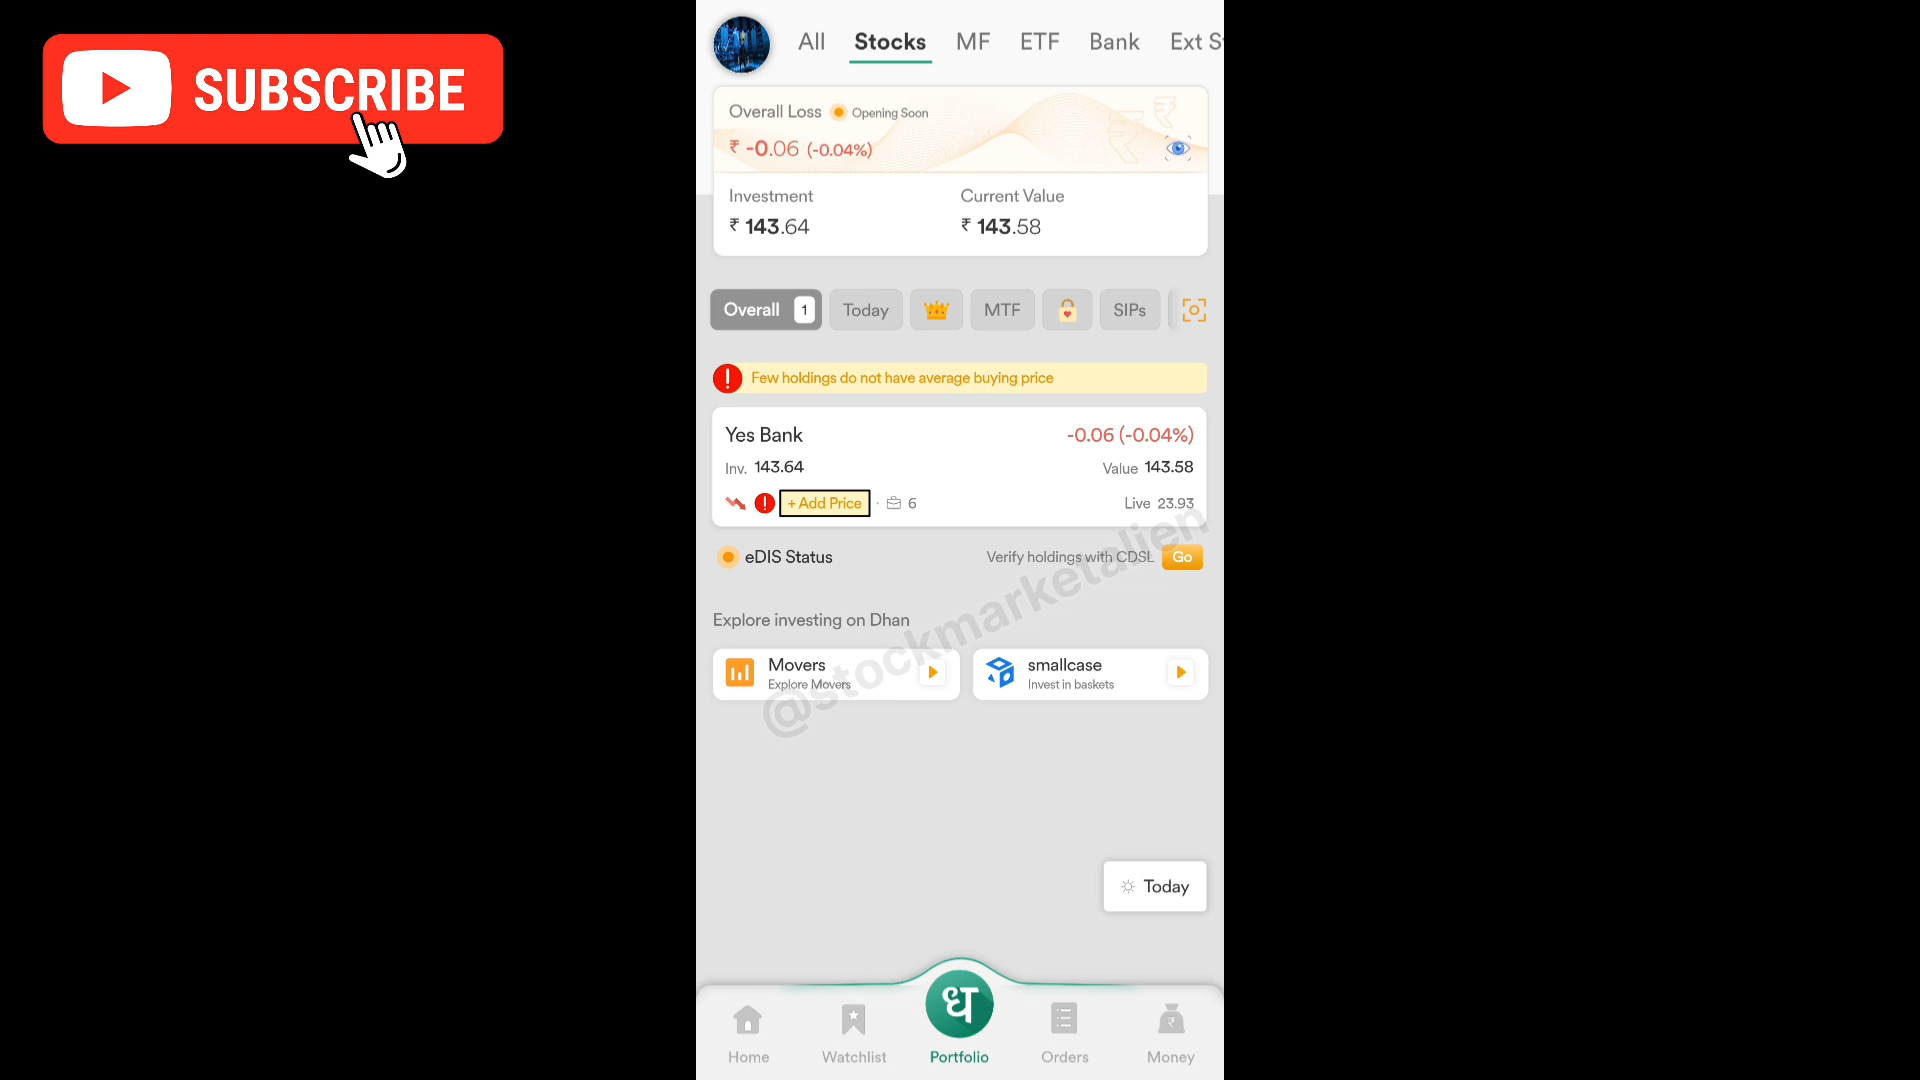 SUBSCRIBE
All Stocks MF ETF Bank Ext St
Overall Loss Opening Soon
₹ -0.06 (-0.04%)
Investment Current Value
₹ 143.64 ₹ 143.58
Overall 1 Today MTF SIPs
! Few holdings do not have average buying price
Yes Bank -0.06 (-0.04%)
Inv. 143.64 Value 143.58
! + Add Price · 6 Live 23.93
eDIS Status Verify holdings with CDSL Go
Explore investing on Dhan
Movers
Explore Movers
smallcase
Invest in baskets
@stockmarketalien
Today
ध
Home Watchlist Portfolio Orders Money